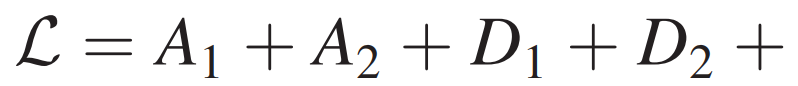 ℒ = A₁ + A₂ + D₁ + D₂ +